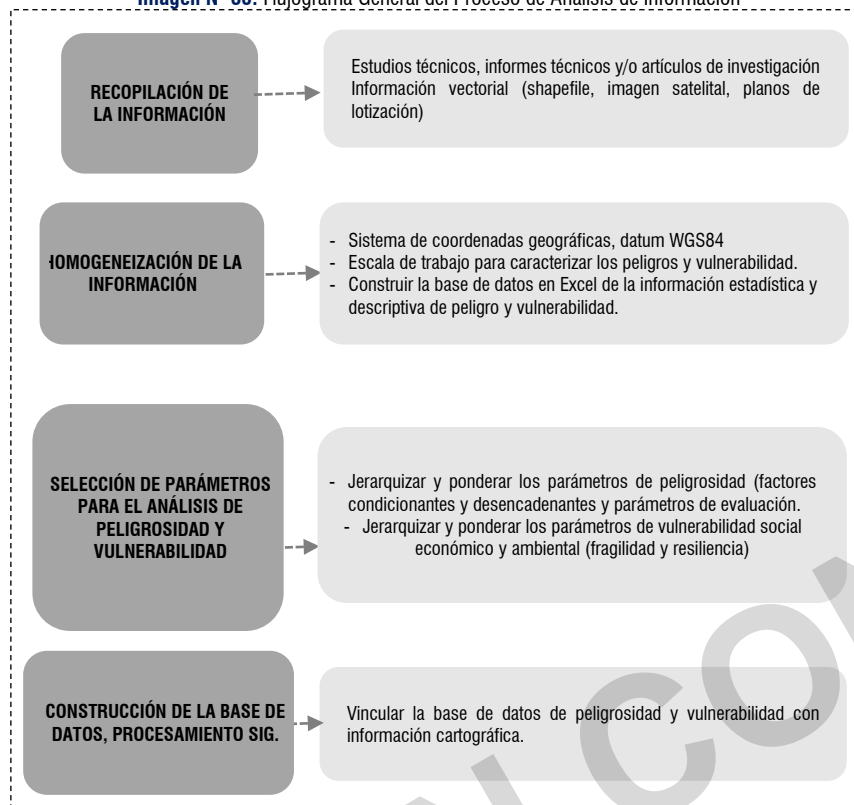 Flujograma General del Proceso de Análisis de Información
RECOPILACIÓN DE
LA INFORMACIÓN
Estudios técnicos, informes técnicos y/o artículos de investigación
Información vectorial (shapefile, imagen satelital, planos de
lotización)
HOMOGENEIZACIÓN DE LA
INFORMACIÓN
- Sistema de coordenadas geográficas, datum WGS84
- Escala de trabajo para caracterizar los peligros y vulnerabilidad.
- Construir la base de datos en Excel de la información estadística y
descriptiva de peligro y vulnerabilidad.
SELECCIÓN DE PARÁMETROS
PARA EL ANÁLISIS DE
PELIGROSIDAD Y
VULNERABILIDAD
- Jerarquizar y ponderar los parámetros de peligrosidad (factores
condicionantes y desencadenantes y parámetros de evaluación.
- Jerarquizar y ponderar los parámetros de vulnerabilidad social
económico y ambiental (fragilidad y resiliencia)
CONSTRUCCIÓN DE LA BASE DE
DATOS, PROCESAMIENTO SIG.
Vincular la base de datos de peligrosidad y vulnerabilidad con
información cartográfica.